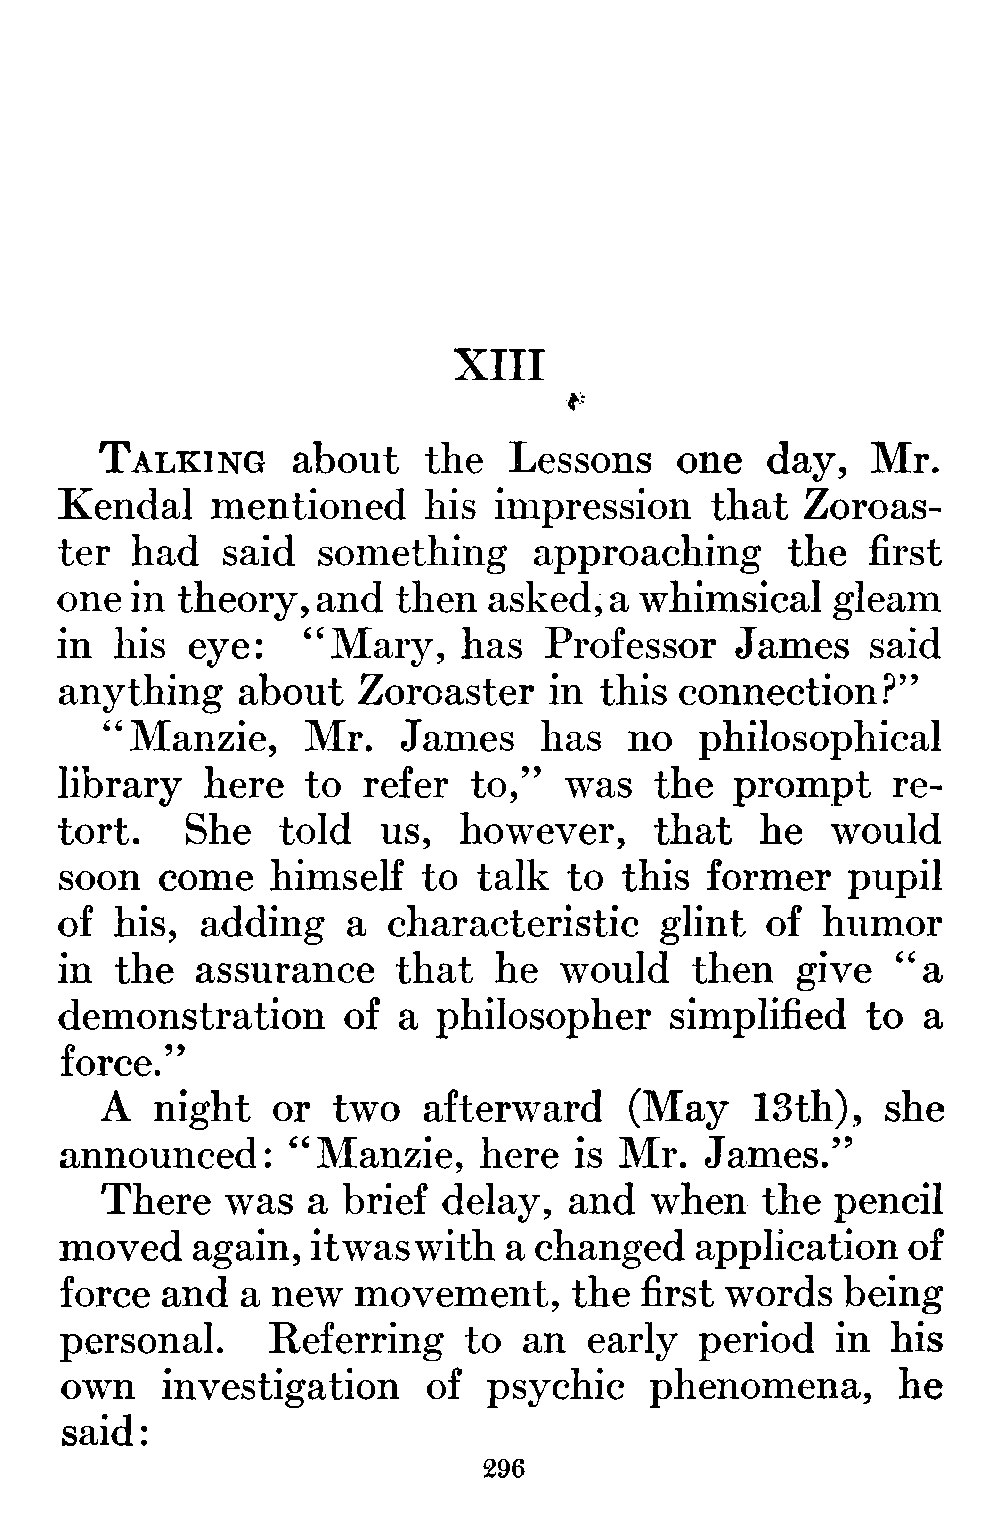 XIII
TALKING about the Lessons one day, Mr.
Kendal mentioned his impression that Zoroas-
ter had said something approaching the first
one in theory, and then asked, a whimsical gleam
in his eye: “Mary, has Professor James said
anything about Zoroaster in this connection?”
“Manzie, Mr. James has no philosophical
library here to refer to,” was the prompt re-
tort. She told us, however, that he would
soon come himself to talk to this former pupil
of his, adding a characteristic glint of humor
in the assurance that he would then give “a
demonstration of a philosopher simplified to a
force.”
A night or two afterward (May 13th), she
announced: “Manzie, here is Mr. James.”
There was a brief delay, and when the pencil
moved again, it was with a changed application of
force and a new movement, the first words being
personal. Referring to an early period in his
own investigation of psychic phenomena, he
said:
296